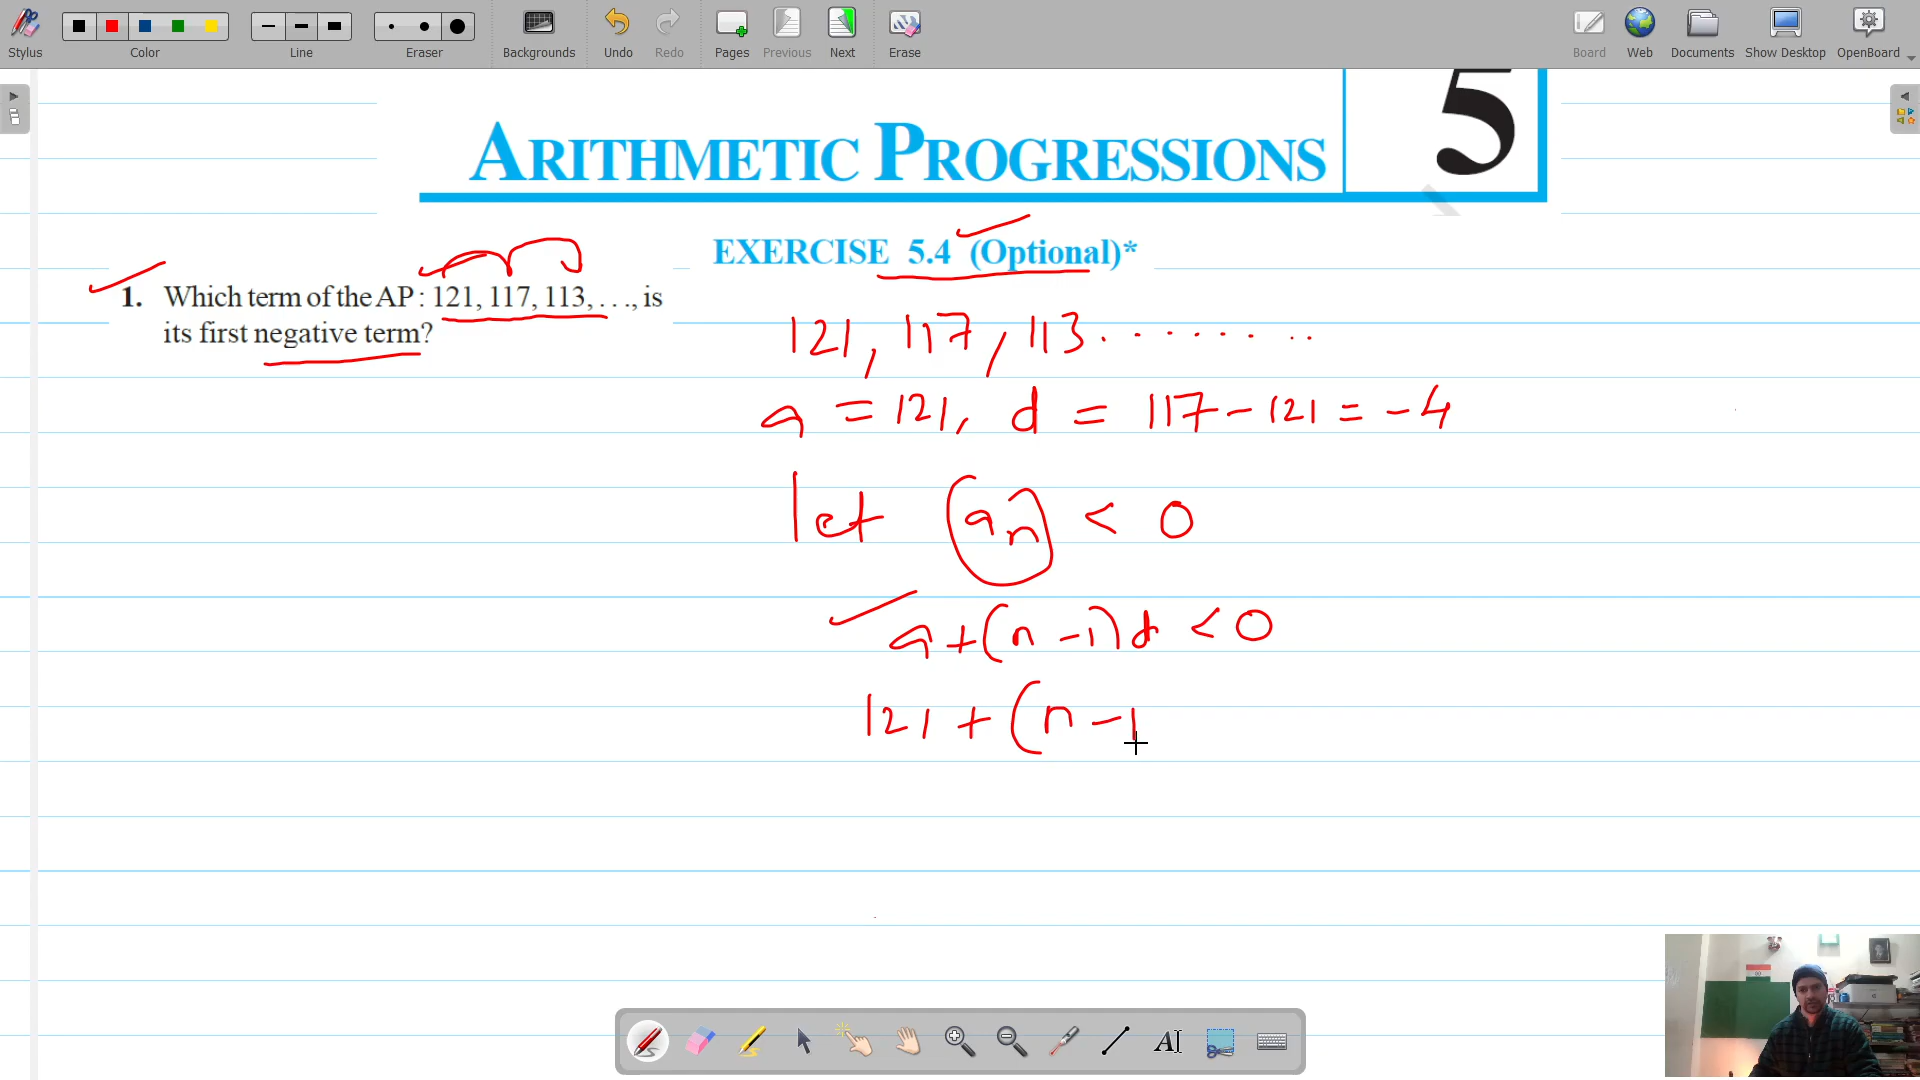 Stylus Color Line Eraser Backgrounds Undo Redo Pages Previous Next Erase Board Web Documents Show Desktop OpenBoard
ARITHMETIC PROGRESSIONS 5
EXERCISE 5.4 (Optional)*
1. Which term of the AP : 121, 117, 113, . . ., is
its first negative term?
121, 117, 113. . . . . . . . .
a = 121, d = 117 - 121 = -4
let an < 0
a + (n - 1) d < 0
121 + (n - 1